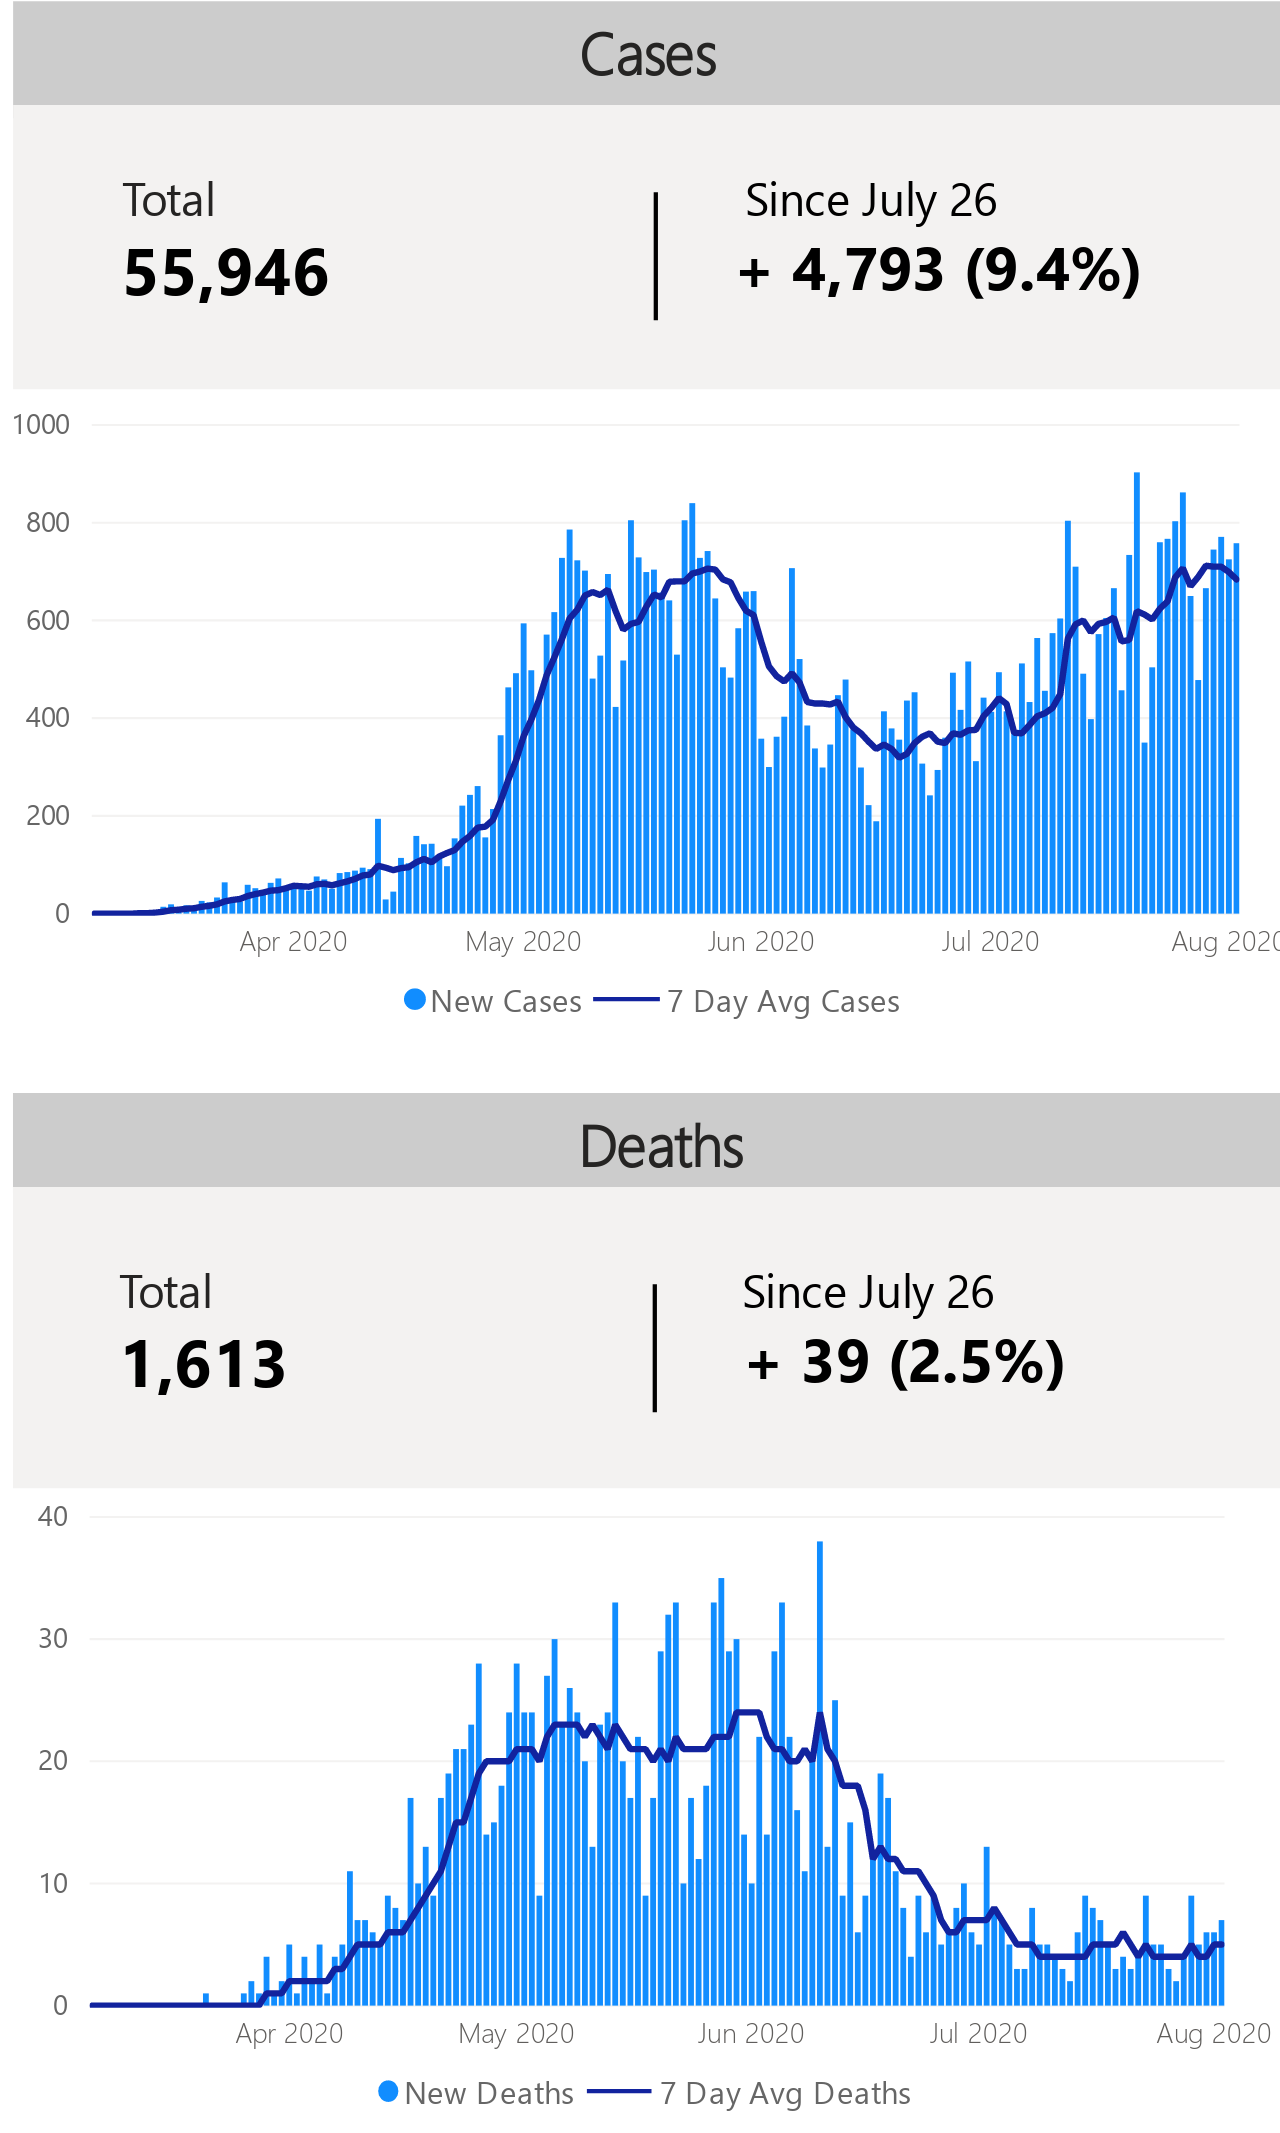 Cases
Total
Since July 26
55,946
+ 4,793 (9.4%)
1000
800
600
400
200
0
Apr 2020
May 2020
Jun 2020
Jul 2020
Aug 2020
New Cases
7 Day Avg Cases
Deaths
Total
Since July 26
1,613
+ 39 (2.5%)
40
30
20
10
0
Apr 2020
May 2020
Jun 2020
Jul 2020
Aug 2020
New Deaths
7 Day Avg Deaths